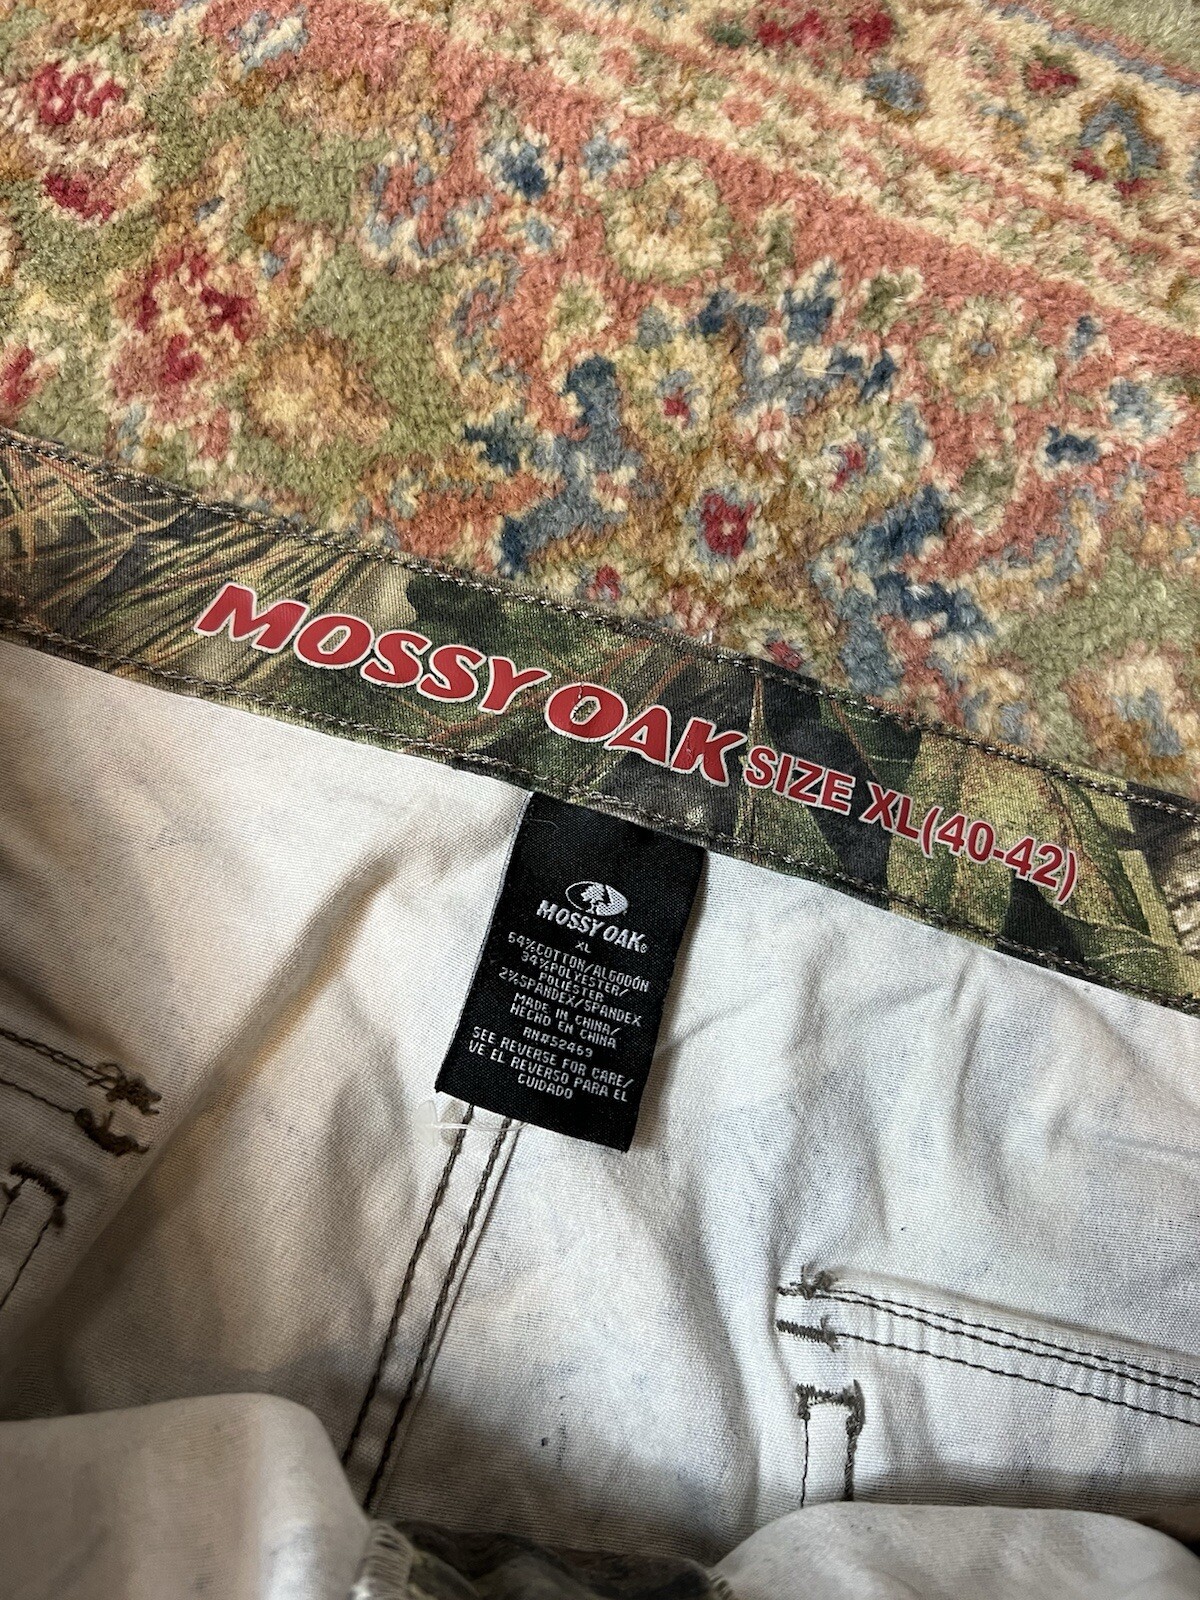 MOSSY OAK SIZE XL(40-42)
MOSSY OAK®
XL
64%COTTON/ALGODÓN
34%POLYESTER/
POLIÉSTER
2%SPANDEX/SPANDEX
MADE IN CHINA/
HECHO EN CHINA
RN#52469
SEE REVERSE FOR CARE/
VE EL REVERSO PARA EL
CUIDADO